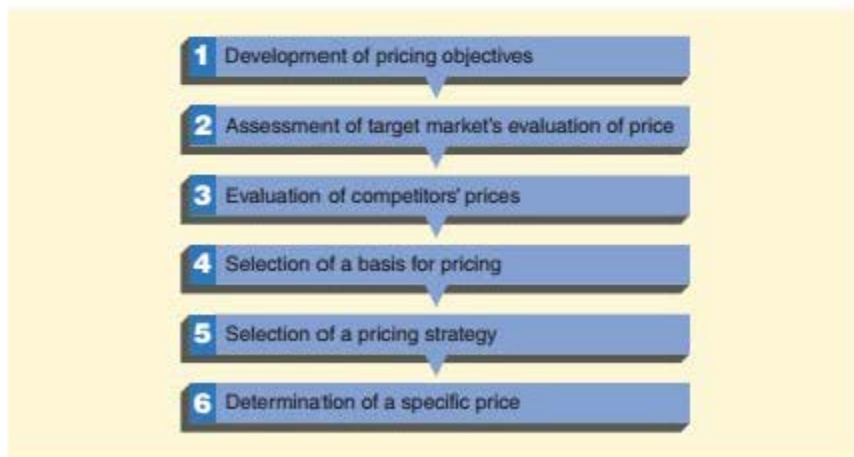 1 Development of pricing objectives
2 Assessment of target market's evaluation of price
3 Evaluation of competitors' prices
4 Selection of a basis for pricing
5 Selection of a pricing strategy
6 Determination of a specific price